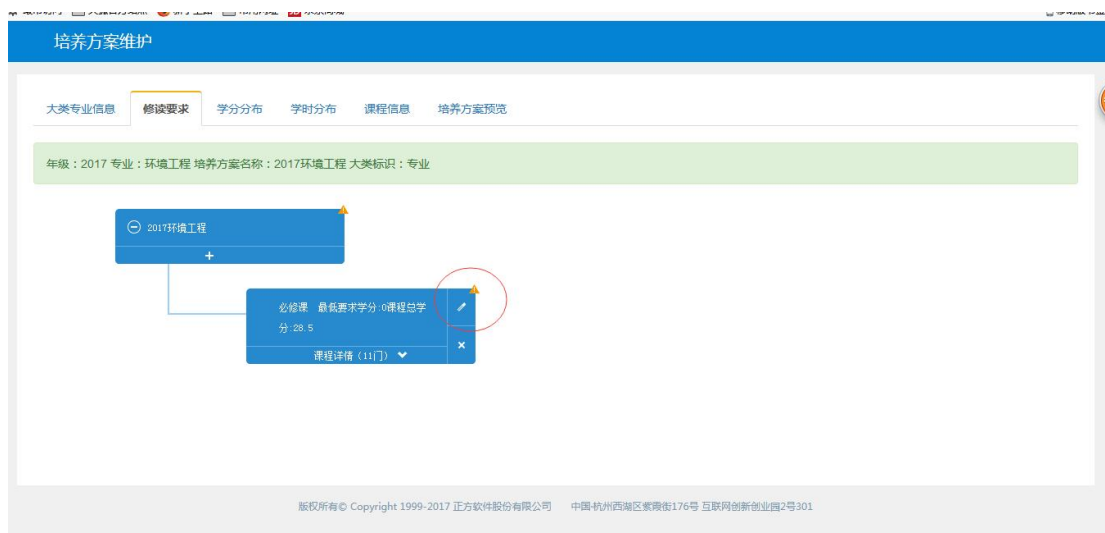 培养方案维护
大类专业信息 修读要求 学分分布 学时分布 课程信息 培养方案预览
年级：2017 专业：环境工程 培养方案名称：2017环境工程 大类标识：专业
2017环境工程
必修课 最低要求学分:0课程总学
分:28.5
课程详情（11门）
版权所有© Copyright 1999-2017 正方软件股份有限公司 中国·杭州西湖区紫霞街176号 互联网创新创业园2号301